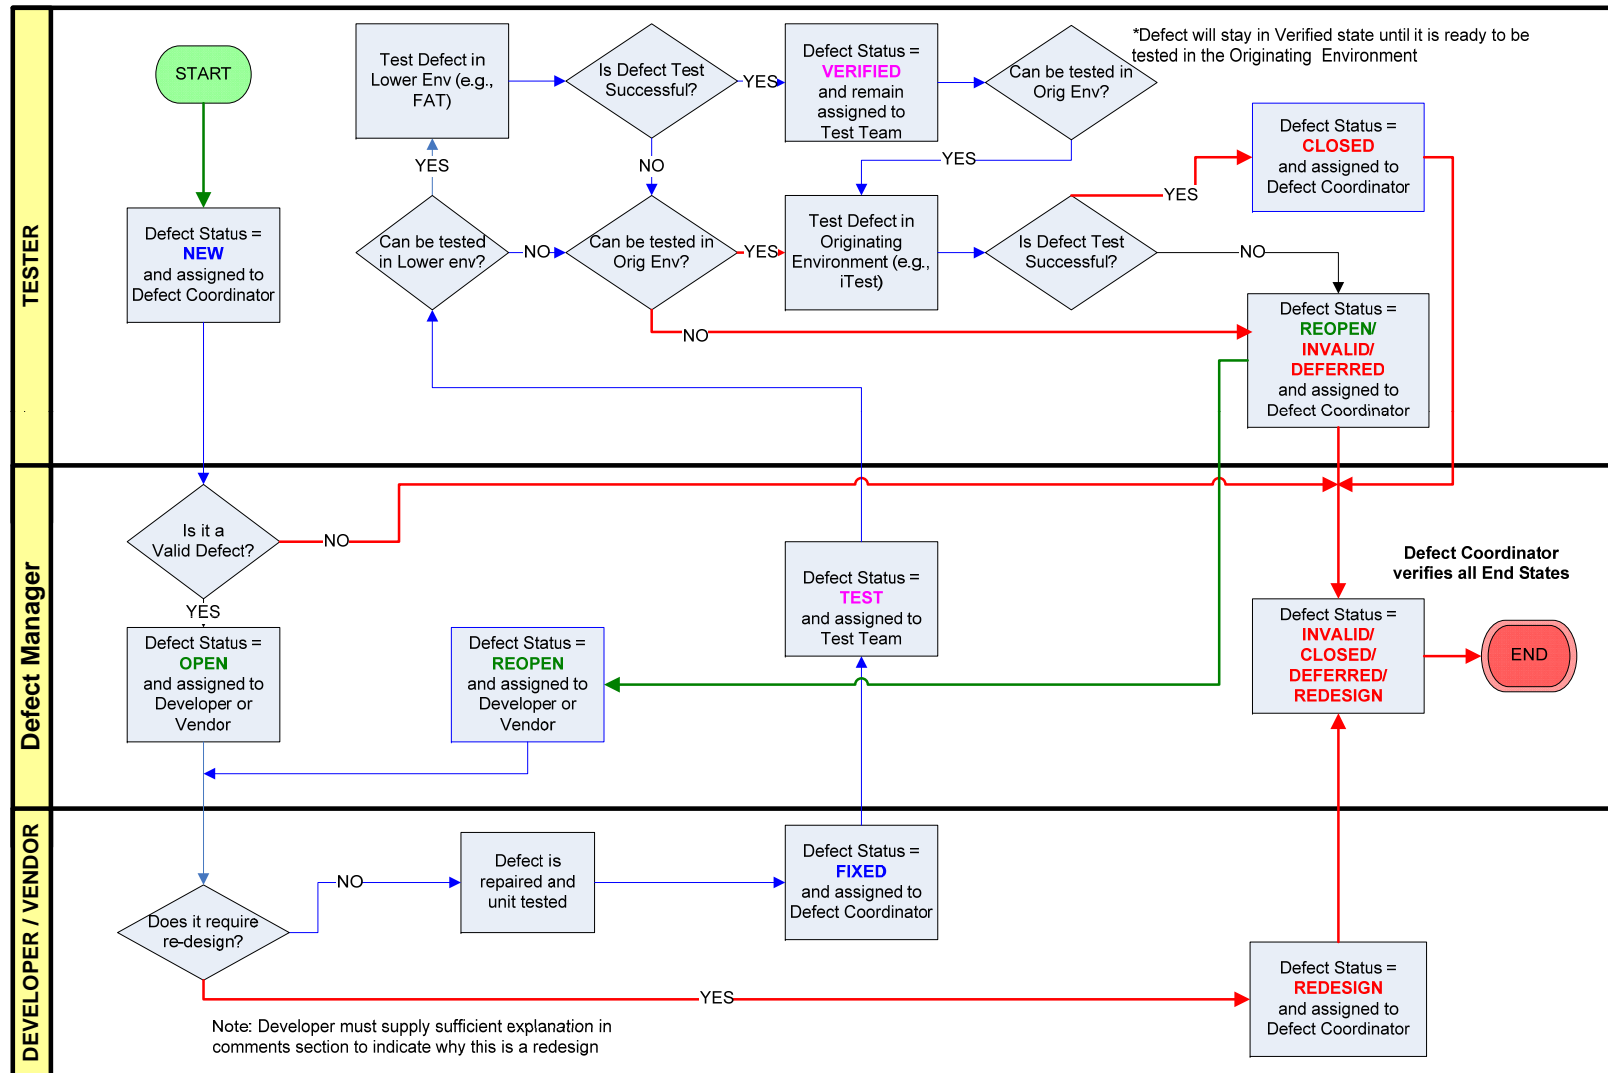 TESTER
START
Defect Status =
NEW
and assigned to
Defect Coordinator
Test Defect in
Lower Env (e.g.,
FAT)
Is Defect Test
Successful?
YES
Defect Status =
VERIFIED
and remain
assigned to
Test Team
Can be tested in
Orig Env?
*Defect will stay in Verified state until it is ready to be
tested in the Originating Environment
YES
NO
YES
Can be tested
in Lower env?
NO
Can be tested in
Orig Env?
YES
Test Defect in
Originating
Environment (e.g.,
iTest)
Is Defect Test
Successful?
YES
Defect Status =
CLOSED
and assigned to
Defect Coordinator
NO
NO
Defect Status =
REOPEN/
INVALID/
DEFERRED
and assigned to
Defect Coordinator
Defect Manager
Is it a
Valid Defect?
NO
YES
Defect Status =
OPEN
and assigned to
Developer or
Vendor
Defect Status =
REOPEN
and assigned to
Developer or
Vendor
Defect Status =
TEST
and assigned to
Test Team
Defect Coordinator
verifies all End States
Defect Status =
INVALID/
CLOSED/
DEFERRED/
REDESIGN
END
DEVELOPER / VENDOR
Does it require
re-design?
NO
Defect is
repaired and
unit tested
Defect Status =
FIXED
and assigned to
Defect Coordinator
YES
Defect Status =
REDESIGN
and assigned to
Defect Coordinator
Note: Developer must supply sufficient explanation in
comments section to indicate why this is a redesign